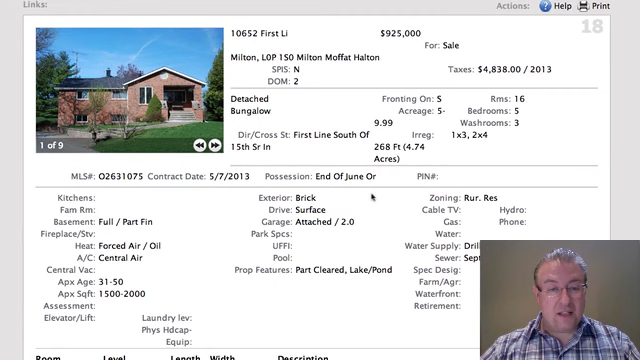 Links: Actions: Help Print
18
10652 First Li $925,000
For: Sale
Milton, L0P 1S0 Milton Moffat Halton
SPIS: N Taxes: $4,838.00 / 2013
DOM: 2
Detached Fronting On: S Rms: 16
Bungalow Acreage: 5- Bedrooms: 5
9.99 Washrooms: 3
Dir/Cross St: First Line South Of Irreg: 1x3, 2x4
15th Sr In 268 Ft (4.74
Acres)
1 of 9
MLS#: O2631075 Contract Date: 5/7/2013 Possession: End Of June Or PIN#:
Kitchens: Exterior: Brick Zoning: Rur. Res
Fam Rm: Drive: Surface Cable TV: Hydro:
Basement: Full / Part Fin Garage: Attached / 2.0 Gas: Phone:
Fireplace/Stv: Park Spcs: Water:
Heat: Forced Air / Oil UFFI: Water Supply: Dril
A/C: Central Air Pool: Sewer: Sept
Central Vac: Prop Features: Part Cleared, Lake/Pond Spec Desig:
Apx Age: 31-50 Farm/Agr:
Apx Sqft: 1500-2000 Waterfront:
Assessment: Retirement:
Elevator/Lift: Laundry lev:
Phys Hdcap-
Equip:
Room Level Length Width Description